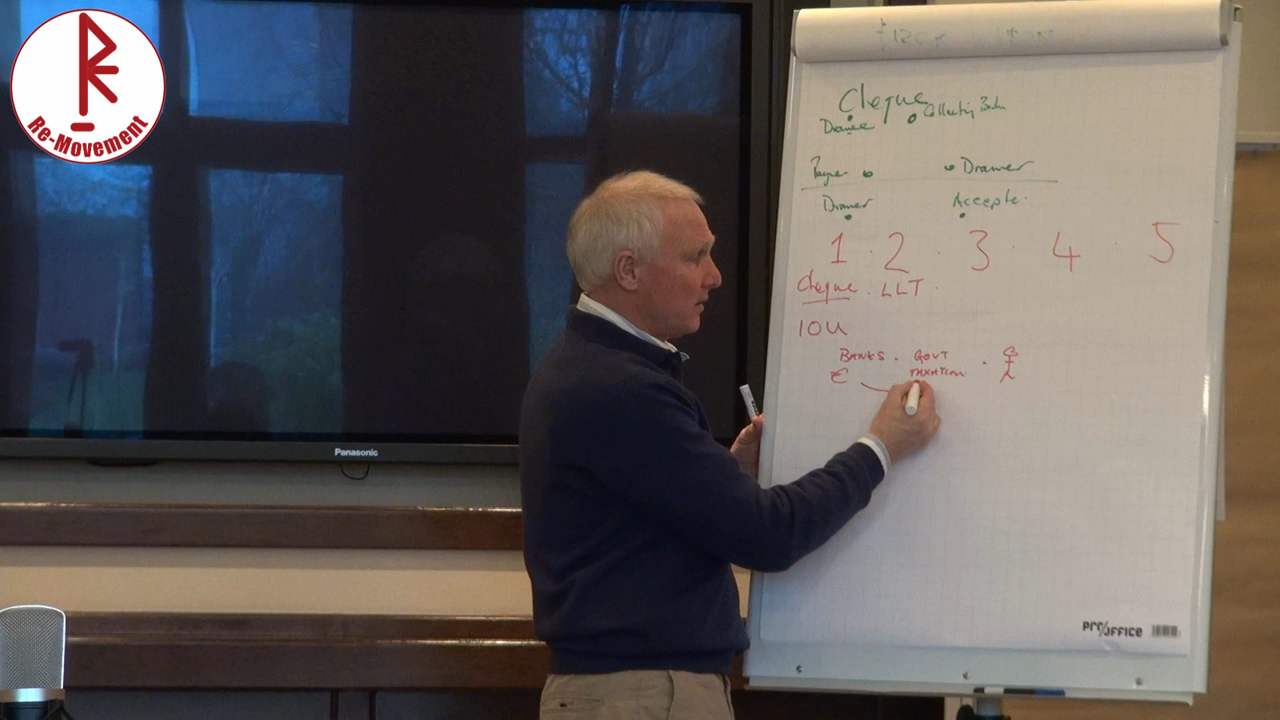 Re-Movement
Panasonic
£120
Cheque
Drawee Collecting Bank
Payee Drawer
Drawer
1 . 2 . 3 . 4 . 5
Cheque . LLT .
IOU
BANKS . GOVT
TAXATION
PRO/OFFICE